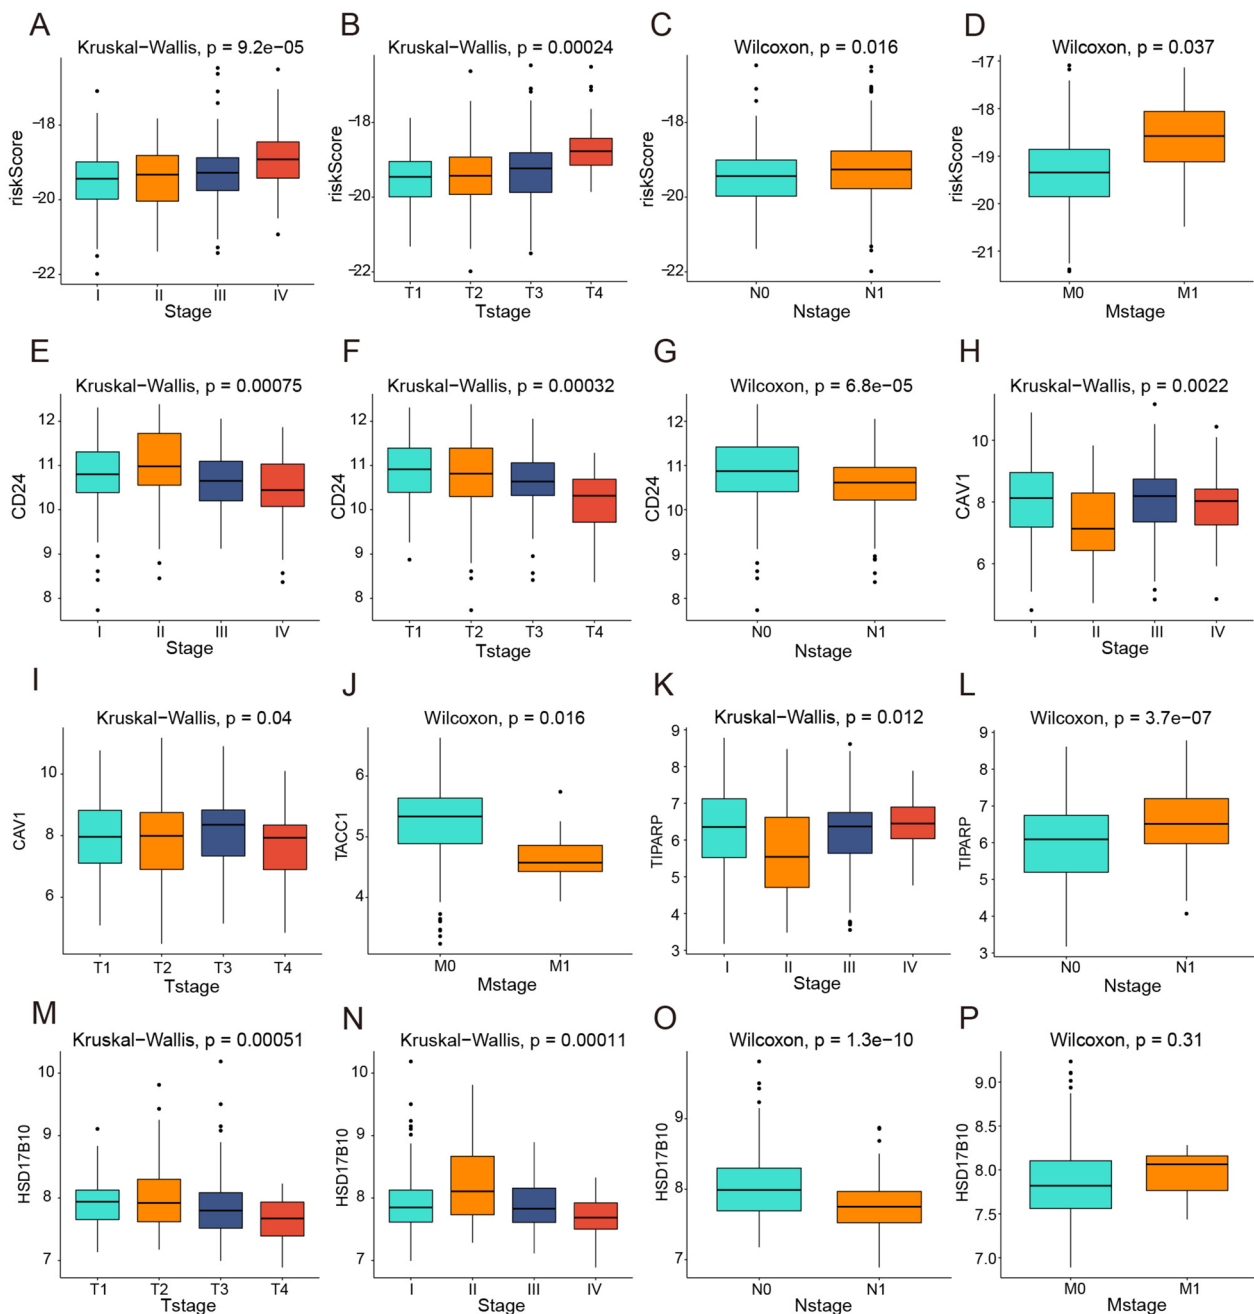 A
Kruskal−Wallis, p = 9.2e−05
riskScore
−18
−20
−22
I II III IV
Stage
B
Kruskal−Wallis, p = 0.00024
riskScore
−18
−20
−22
T1 T2 T3 T4
Tstage
C
Wilcoxon, p = 0.016
riskScore
−18
−20
−22
N0 N1
Nstage
D
Wilcoxon, p = 0.037
riskScore
−17
−18
−19
−20
−21
M0 M1
Mstage
E
Kruskal−Wallis, p = 0.00075
CD24
12
11
10
9
8
I II III IV
Stage
F
Kruskal−Wallis, p = 0.00032
CD24
12
11
10
9
8
T1 T2 T3 T4
Tstage
G
Wilcoxon, p = 6.8e−05
CD24
12
11
10
9
8
N0 N1
Nstage
H
Kruskal−Wallis, p = 0.0022
CAV1
10
8
6
I II III IV
Stage
I
Kruskal−Wallis, p = 0.04
CAV1
10
8
6
T1 T2 T3 T4
Tstage
J
Wilcoxon, p = 0.016
TACC1
6
5
4
M0 M1
Mstage
K
Kruskal−Wallis, p = 0.012
TIPARP
9
8
7
6
5
4
3
I II III IV
Stage
L
Wilcoxon, p = 3.7e−07
TIPARP
9
8
7
6
5
4
3
N0 N1
Nstage
M
Kruskal−Wallis, p = 0.00051
HSD17B10
10
9
8
7
T1 T2 T3 T4
Tstage
N
Kruskal−Wallis, p = 0.00011
HSD17B10
10
9
8
7
I II III IV
Stage
O
Wilcoxon, p = 1.3e−10
HSD17B10
9
8
7
N0 N1
Nstage
P
Wilcoxon, p = 0.31
HSD17B10
9.0
8.5
8.0
7.5
7.0
M0 M1
Mstage